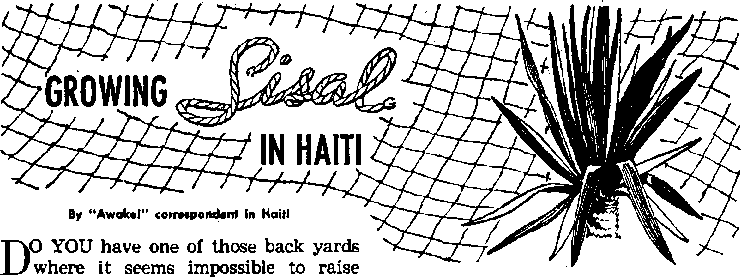 GROWING Sisal
IN HAITI
By "Awake!" correspondent in Haiti
DO YOU have one of those back yards
where it seems impossible to raise